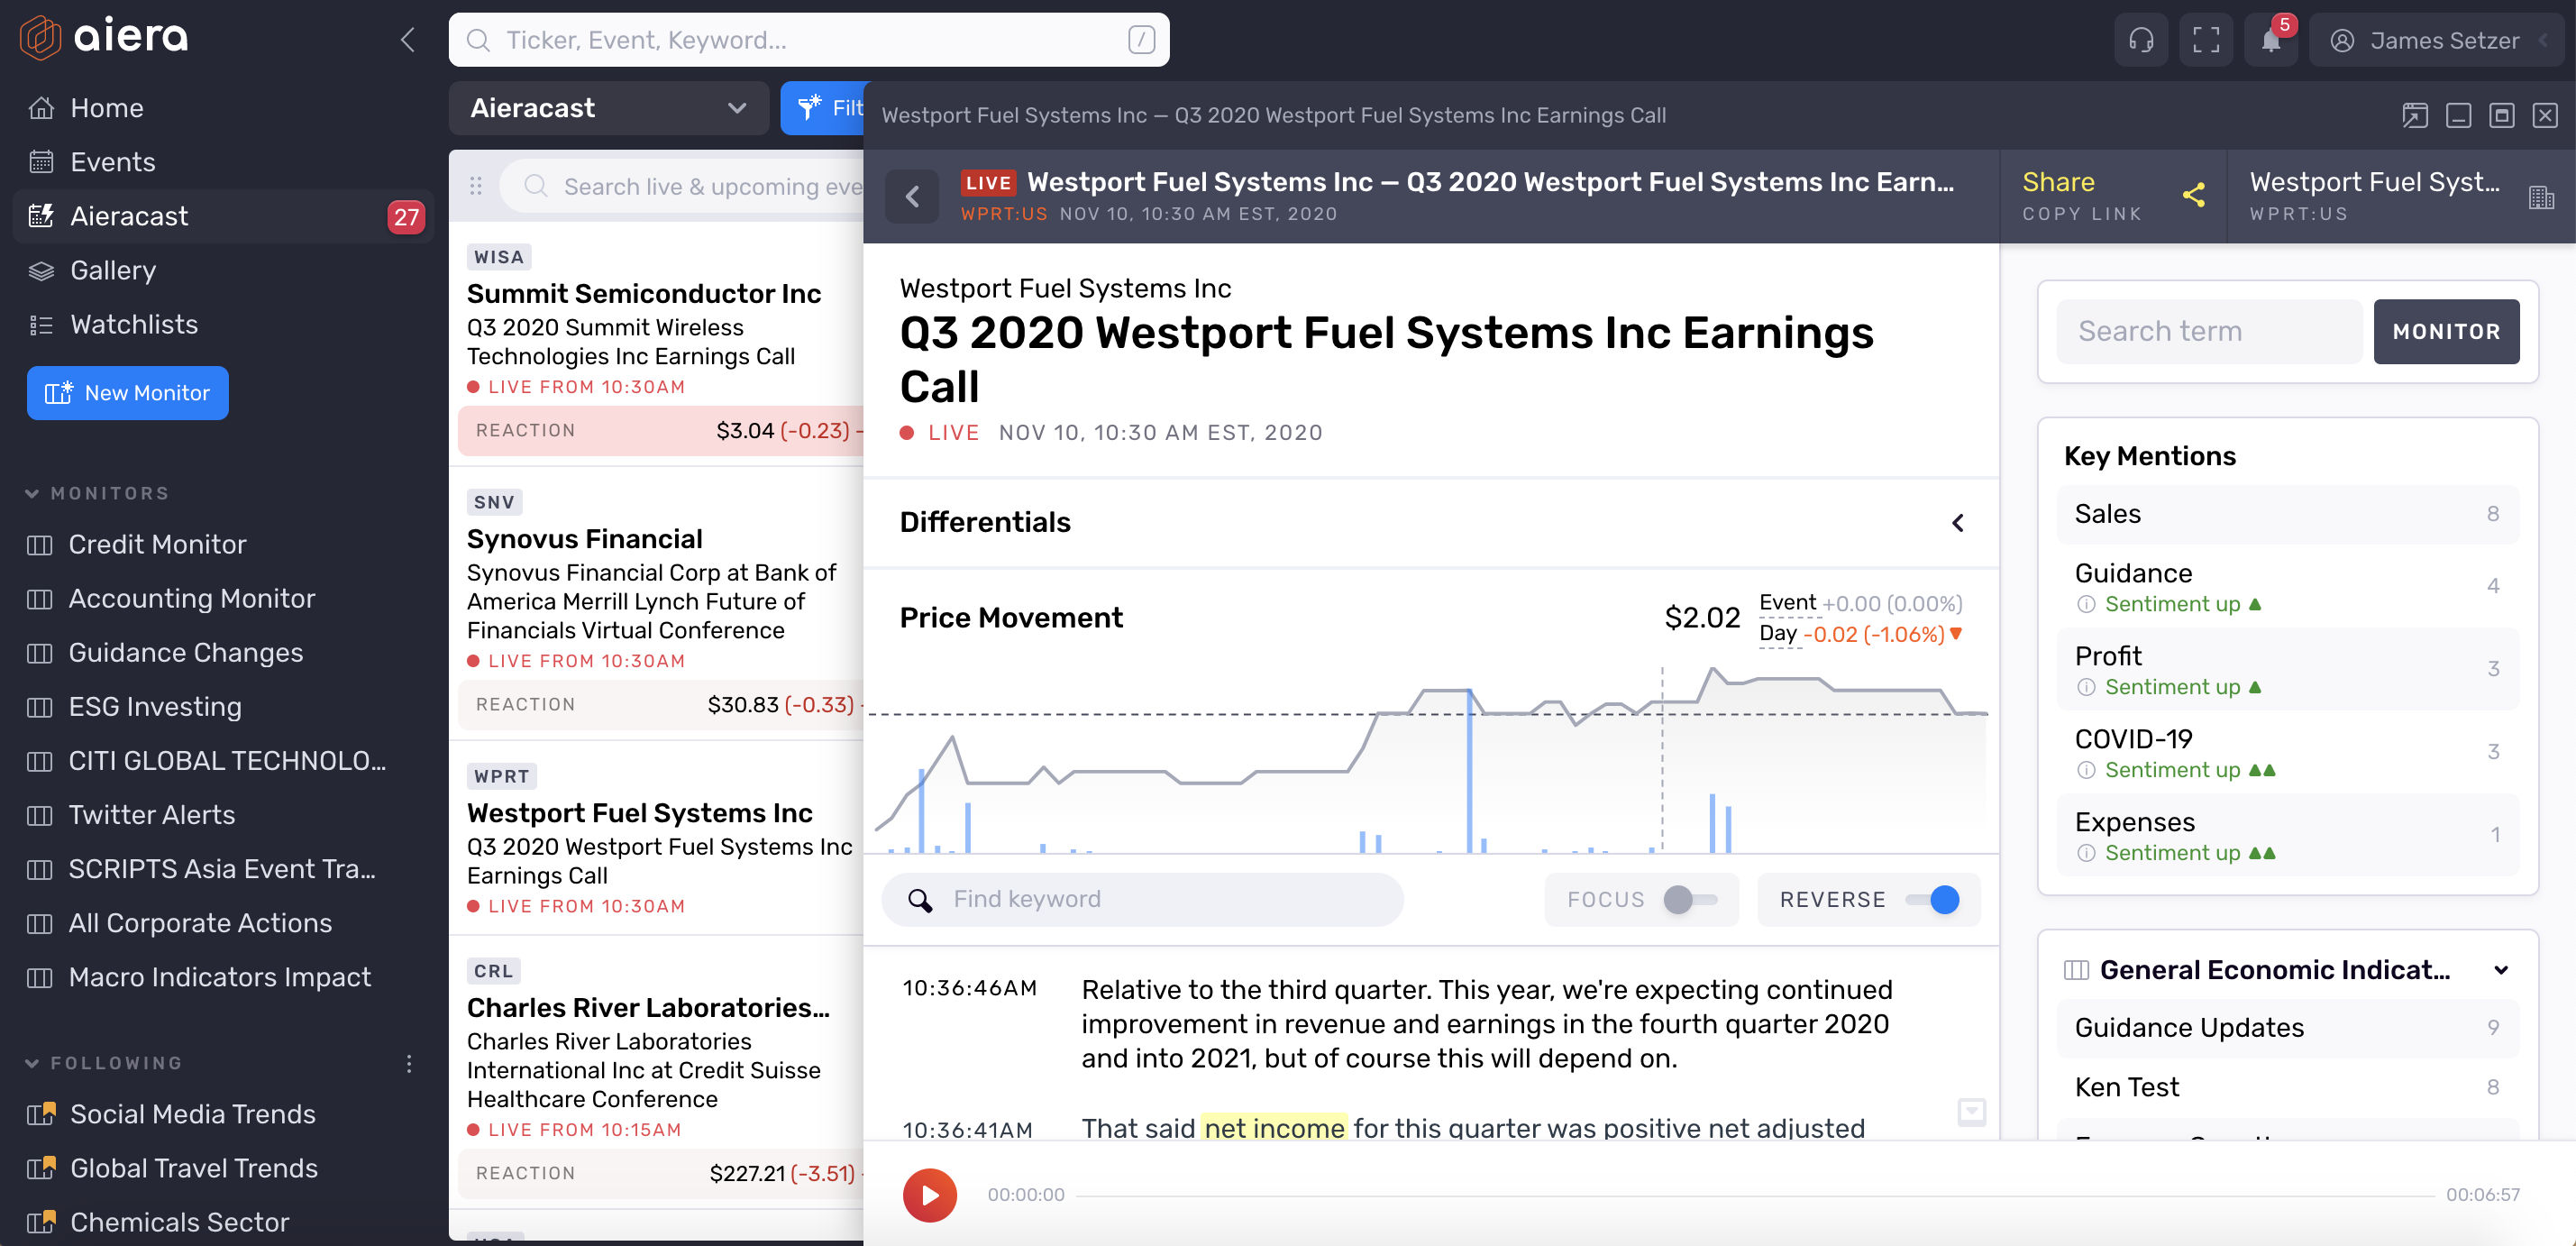 aiera
Home
Events
Aieracast
27
Gallery
Watchlists
New Monitor
MONITORS
Credit Monitor
Accounting Monitor
Guidance Changes
ESG Investing
CITI GLOBAL TECHNOLO...
Twitter Alerts
SCRIPTS Asia Event Tra...
All Corporate Actions
Macro Indicators Impact
FOLLOWING
Social Media Trends
Global Travel Trends
Chemicals Sector
Ticker, Event, Keyword...
/
5
James Setzer
Aieracast
Filt
Search live & upcoming eve
WISA
Summit Semiconductor Inc
Q3 2020 Summit Wireless
Technologies Inc Earnings Call
LIVE FROM 10:30AM
REACTION $3.04 (-0.23) -
SNV
Synovus Financial
Synovus Financial Corp at Bank of
America Merrill Lynch Future of
Financials Virtual Conference
LIVE FROM 10:30AM
REACTION $30.83 (-0.33) -
WPRT
Westport Fuel Systems Inc
Q3 2020 Westport Fuel Systems Inc
Earnings Call
LIVE FROM 10:30AM
CRL
Charles River Laboratories...
Charles River Laboratories
International Inc at Credit Suisse
Healthcare Conference
LIVE FROM 10:15AM
REACTION $227.21 (-3.51) -
Westport Fuel Systems Inc – Q3 2020 Westport Fuel Systems Inc Earnings Call
LIVE Westport Fuel Systems Inc – Q3 2020 Westport Fuel Systems Inc Earn...
WPRT:US NOV 10, 10:30 AM EST, 2020
Share
COPY LINK
Westport Fuel Syst...
WPRT:US
Westport Fuel Systems Inc
Q3 2020 Westport Fuel Systems Inc Earnings
Call
LIVE NOV 10, 10:30 AM EST, 2020
Differentials
Price Movement
$2.02
Event +0.00 (0.00%)
Day -0.02 (-1.06%)
Find keyword
FOCUS
REVERSE
10:36:46AM
Relative to the third quarter. This year, we're expecting continued
improvement in revenue and earnings in the fourth quarter 2020
and into 2021, but of course this will depend on.
10:36:41AM
That said net income for this quarter was positive net adjusted
00:00:00
00:06:57
Search term
MONITOR
Key Mentions
Sales 8
Guidance 4
Sentiment up
Profit 3
Sentiment up
COVID-19 3
Sentiment up
Expenses 1
Sentiment up
General Economic Indicat...
Guidance Updates 9
Ken Test 8